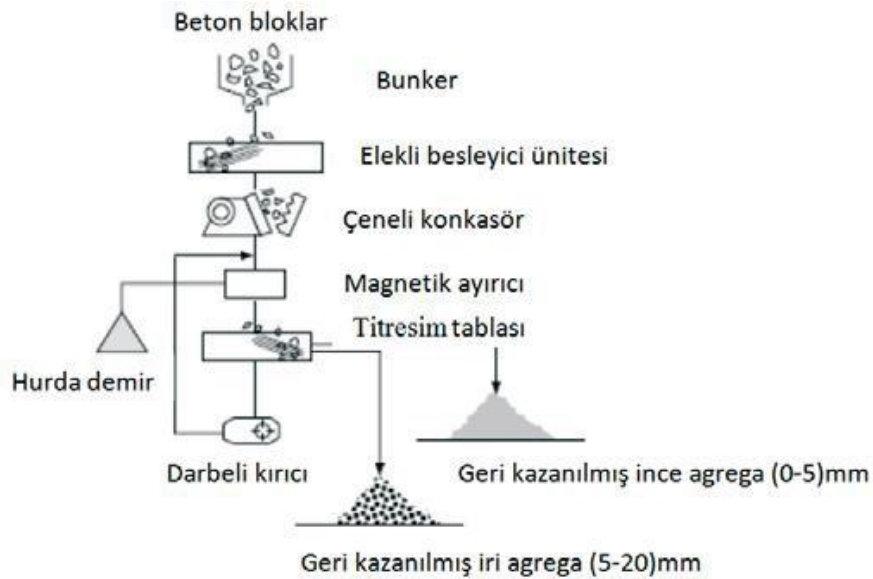 Beton bloklar
Bunker
Elekli besleyici ünitesi
Çeneli konkasör
Magnetik ayırıcı
Titresim tablası
Hurda demir
Darbeli kırıcı
Geri kazanılmış ince agrega (0-5)mm
Geri kazanılmış iri agrega (5-20)mm